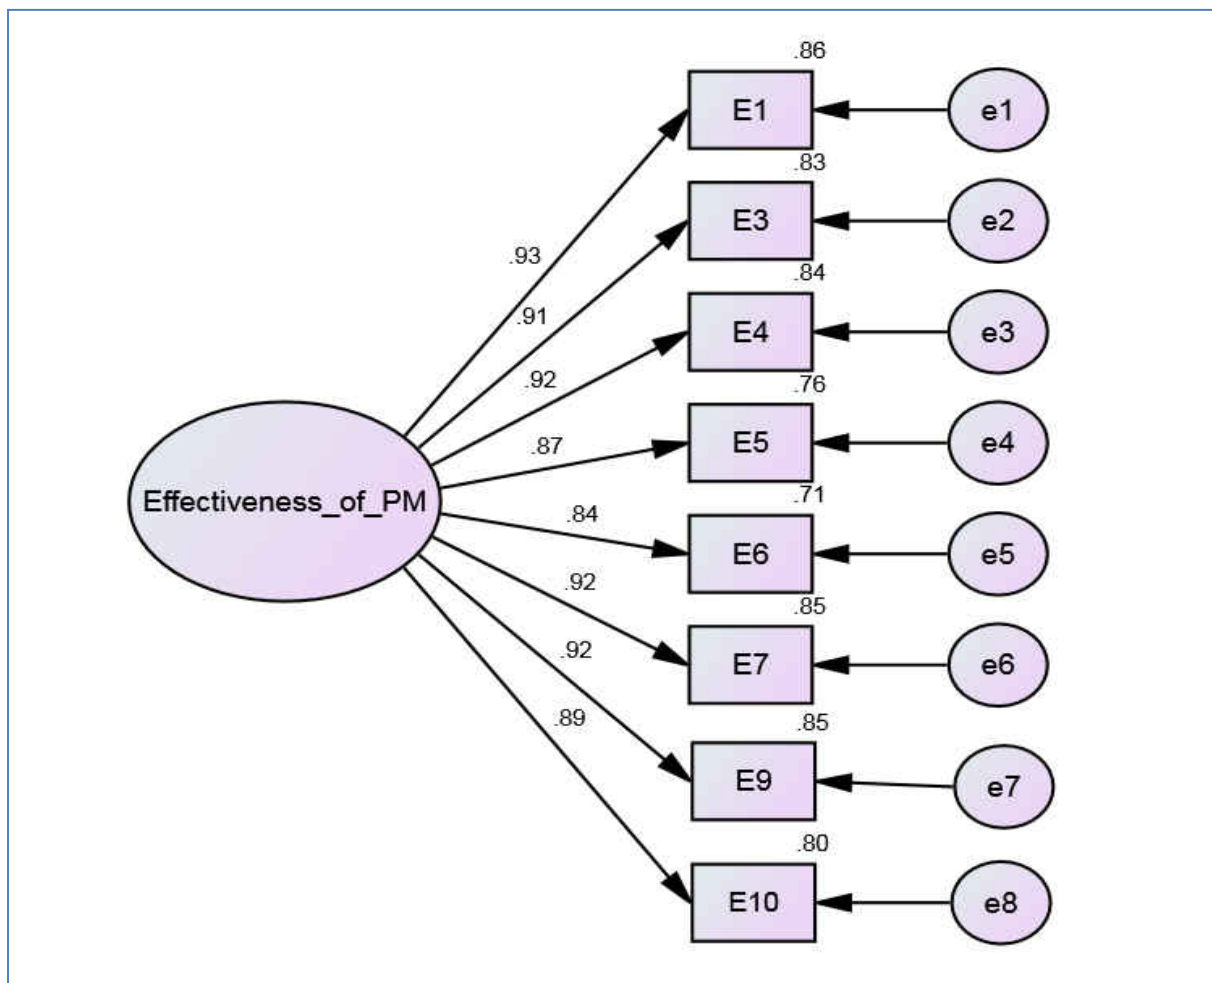 .86
E1
e1
.83
E3
e2
.93
.84
.91
E4
e3
.92
.76
.87
E5
e4
Effectiveness_of_PM
.71
.84
E6
e5
.92
.85
.92
E7
e6
.89
.85
E9
e7
.80
E10
e8